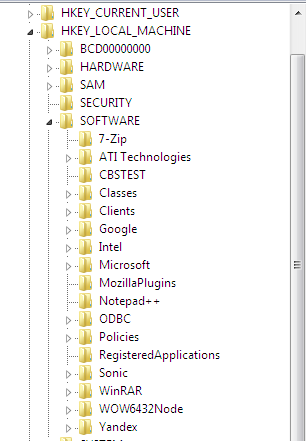 HKEY_CURRENT_USER
HKEY_LOCAL_MACHINE
BCD00000000
HARDWARE
SAM
SECURITY
SOFTWARE
7-Zip
ATI Technologies
CBSTEST
Classes
Clients
Google
Intel
Microsoft
MozillaPlugins
Notepad++
ODBC
Policies
RegisteredApplications
Sonic
WinRAR
WOW6432Node
Yandex